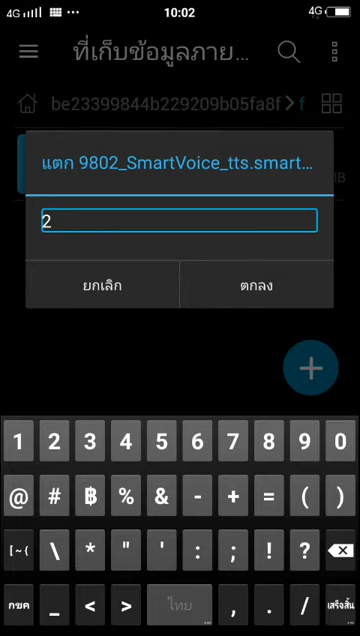 4G 10:02 4G
ที่เก็บข้อมูลภาย...
be23399844b229209b05fa8f > f
MB
แตก 9802_SmartVoice_tts.smart...
2
ยกเลิก ตกลง
+
1 2 3 4 5 6 7 8 9 0
@ # ฿ % & - + = ( )
[ ~ { \ * " ' : ; ! ?
กขค _ < > ไทย , . / เสร็จสิ้น